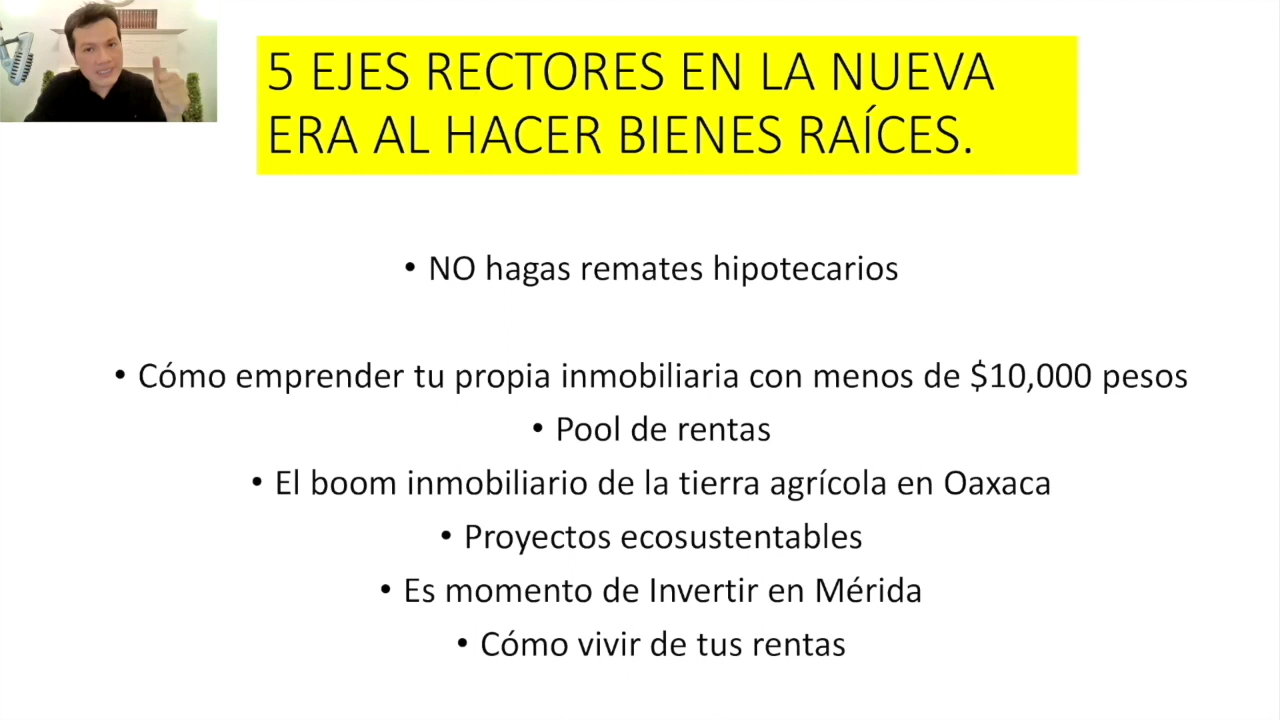 5 EJES RECTORES EN LA NUEVA
ERA AL HACER BIENES RAÍCES.
• NO hagas remates hipotecarios
• Cómo emprender tu propia inmobiliaria con menos de $10,000 pesos
• Pool de rentas
• El boom inmobiliario de la tierra agrícola en Oaxaca
• Proyectos ecosustentables
• Es momento de Invertir en Mérida
• Cómo vivir de tus rentas